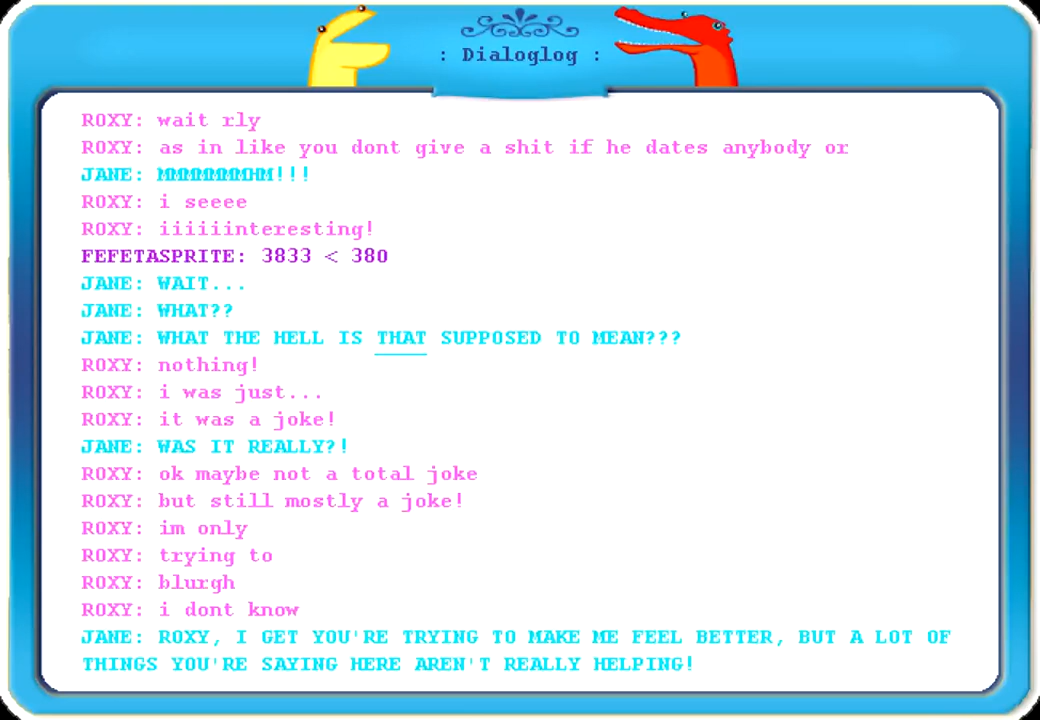 : Dialoglog :
ROXY: wait rly
ROXY: as in like you dont give a shit if he dates anybody or
JANE: MMMMMMMHM!!!
ROXY: i seeee
ROXY: iiiiiinteresting!
FEFETASPRITE: 3833 < 380
JANE: WAIT...
JANE: WHAT??
JANE: WHAT THE HELL IS THAT SUPPOSED TO MEAN???
ROXY: nothing!
ROXY: i was just...
ROXY: it was a joke!
JANE: WAS IT REALLY?!
ROXY: ok maybe not a total joke
ROXY: but still mostly a joke!
ROXY: im only
ROXY: trying to
ROXY: blurgh
ROXY: i dont know
JANE: ROXY, I GET YOU'RE TRYING TO MAKE ME FEEL BETTER, BUT A LOT OF
THINGS YOU'RE SAYING HERE AREN'T REALLY HELPING!